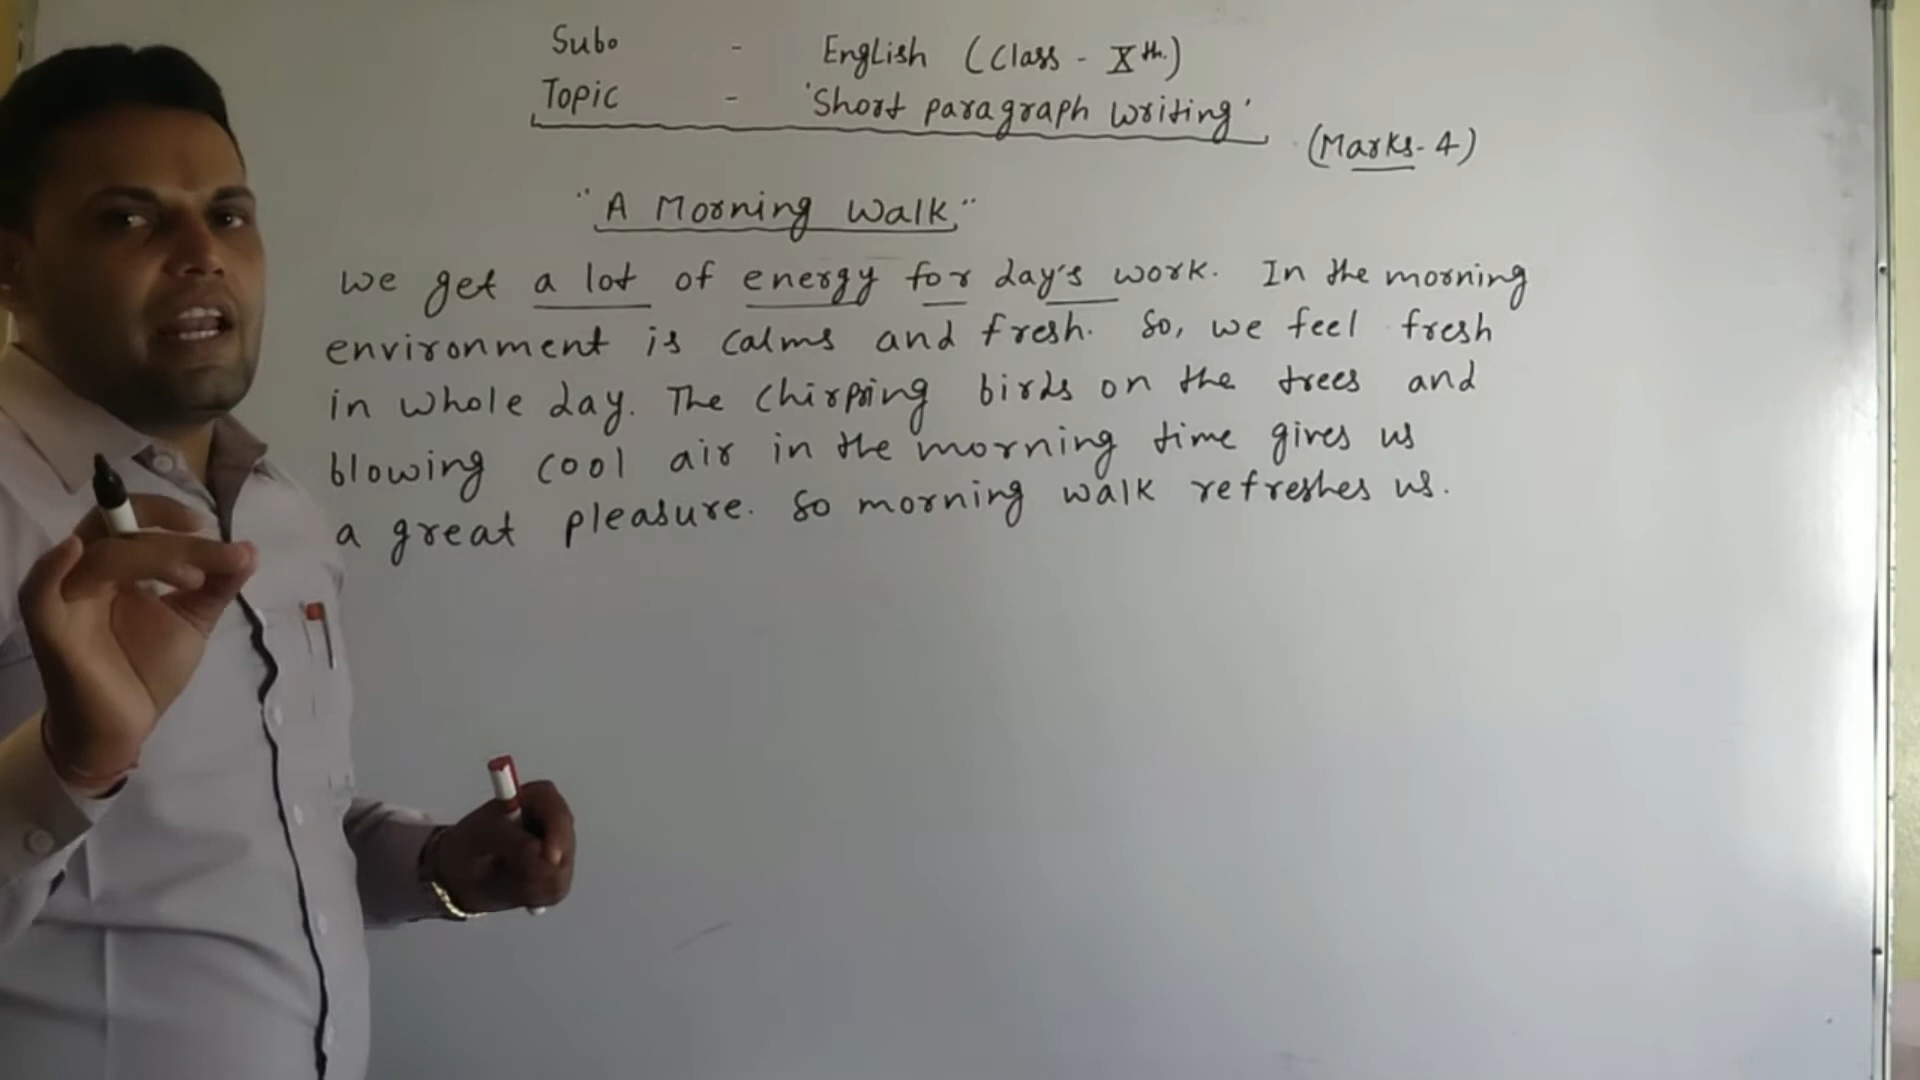 Sub. - English (Class - Xth.)
Topic - 'Short paragraph writing'
(Marks- 4)
"A Morning Walk"
We get a lot of energy for day's work. In the morning
environment is calms and fresh. So, we feel fresh
in whole day. The chirping birds on the trees and
blowing cool air in the morning time gives us
a great pleasure. So morning walk refreshes us.